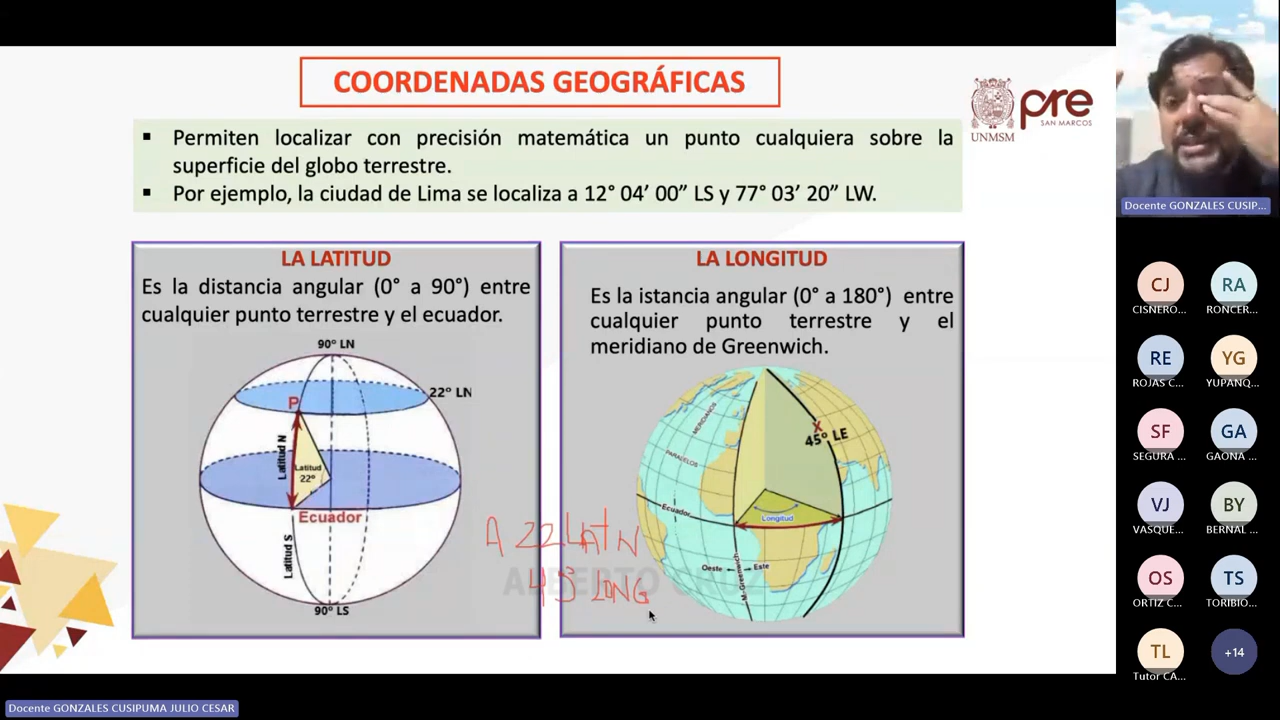 COORDENADAS GEOGRÁFICAS
UNMSM
pre
SAN MARCOS
▪ Permiten localizar con precisión matemática un punto cualquiera sobre la
superficie del globo terrestre.
▪ Por ejemplo, la ciudad de Lima se localiza a 12° 04’ 00” LS y 77° 03’ 20” LW.
LA LATITUD
Es la distancia angular (0° a 90°) entre
cualquier punto terrestre y el ecuador.
90º LN
22º LN
P
Latitud N
Latitud
22º
Ecuador
Latitud S
90º LS
LA LONGITUD
Es la istancia angular (0° a 180°) entre
cualquier punto terrestre y el
meridiano de Greenwich.
MERIDIANOS
PARALELOS
X
45º LE
Ecuador
Longitud
Oeste
Este
M. Greenwich
A 22 LAT N
45° LONG
ALBERTO CRUZ
Docente GONZALES CUSIP...
CJ
CISNERO...
RA
RONCER...
RE
ROJAS C...
YG
YUPANQ...
SF
SEGURA ...
GA
GAONA ...
VJ
VASQUE...
BY
BERNAL ...
OS
ORTIZ C...
TS
TORIBIO...
TL
Tutor CA...
+14
Docente GONZALES CUSIPUMA JULIO CESAR